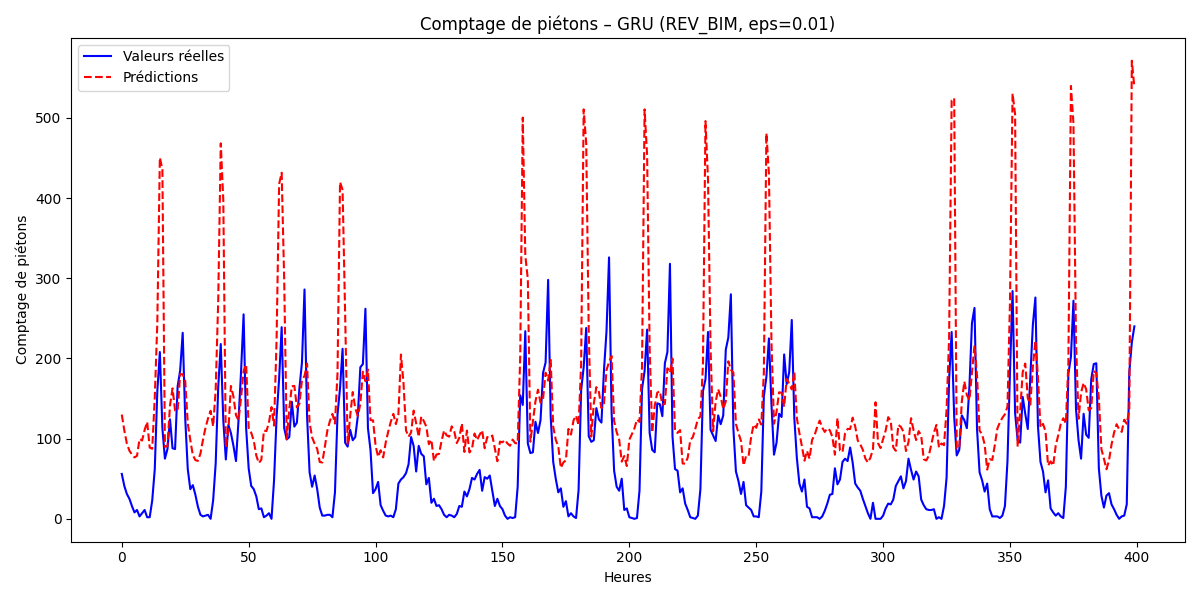 Comptage de piétons – GRU (REV_BIM, eps=0.01)
Valeurs réelles
Prédictions
Comptage de piétons
500
400
300
200
100
0
0 50 100 150 200 250 300 350 400
Heures